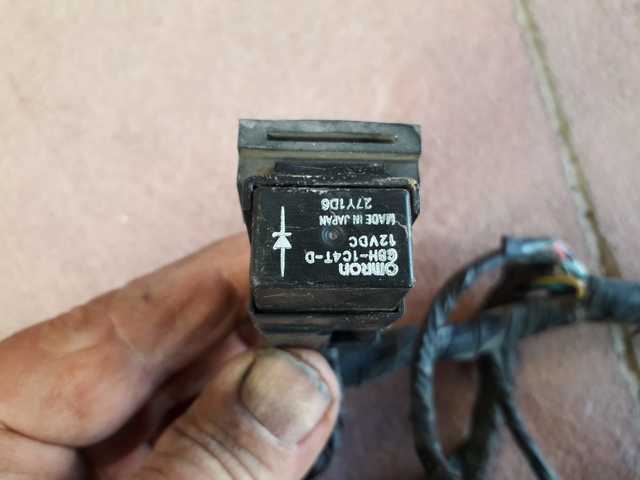 OMRON
G8H-1C4T-D
12VDC
MADE IN JAPAN
27Y1D6